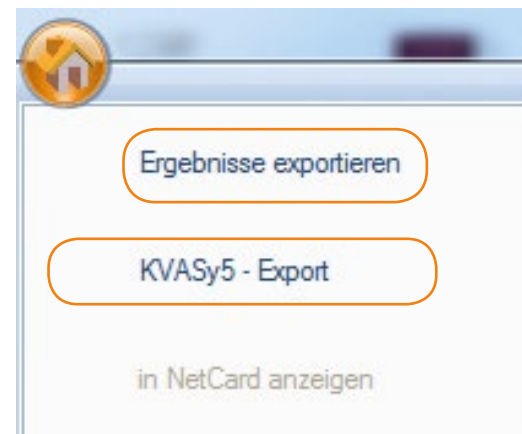 Ergebnisse exportieren
KVASy5 - Export
in NetCard anzeigen